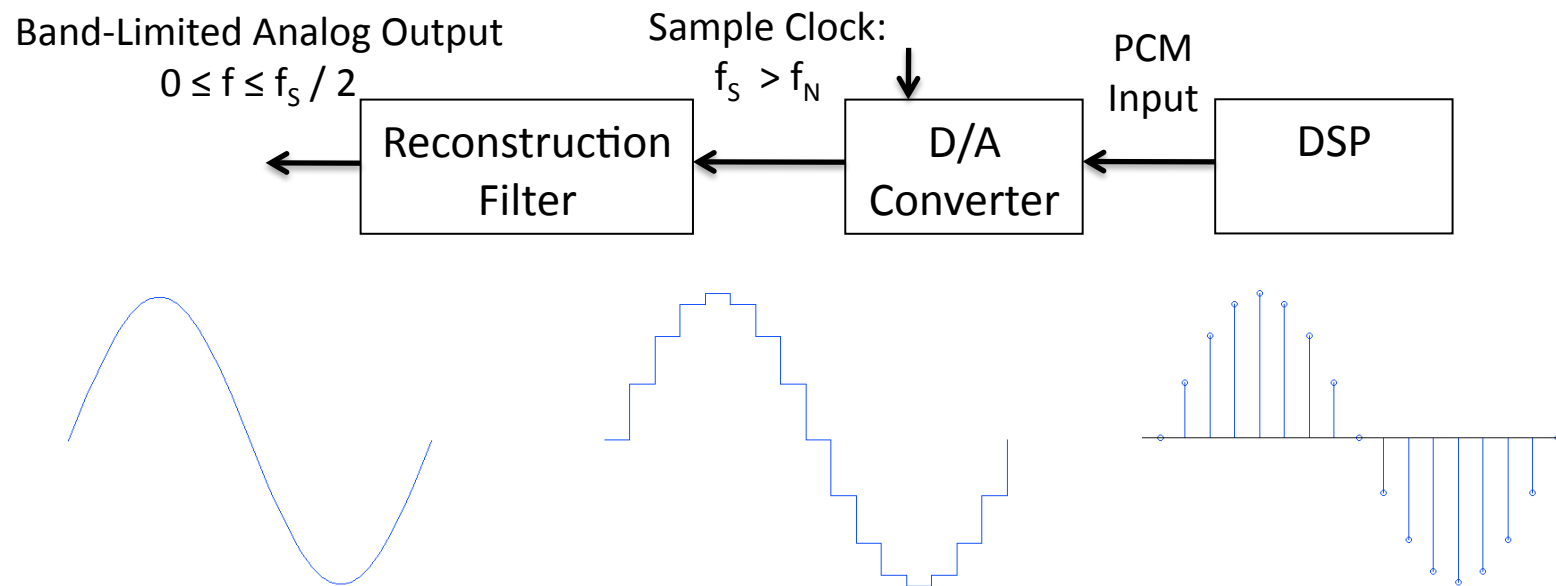 Band-Limited Analog Output
0 ≤ f ≤ fS / 2
Sample Clock:
fS > fN
PCM
Input
Reconstruction
Filter
D/A
Converter
DSP